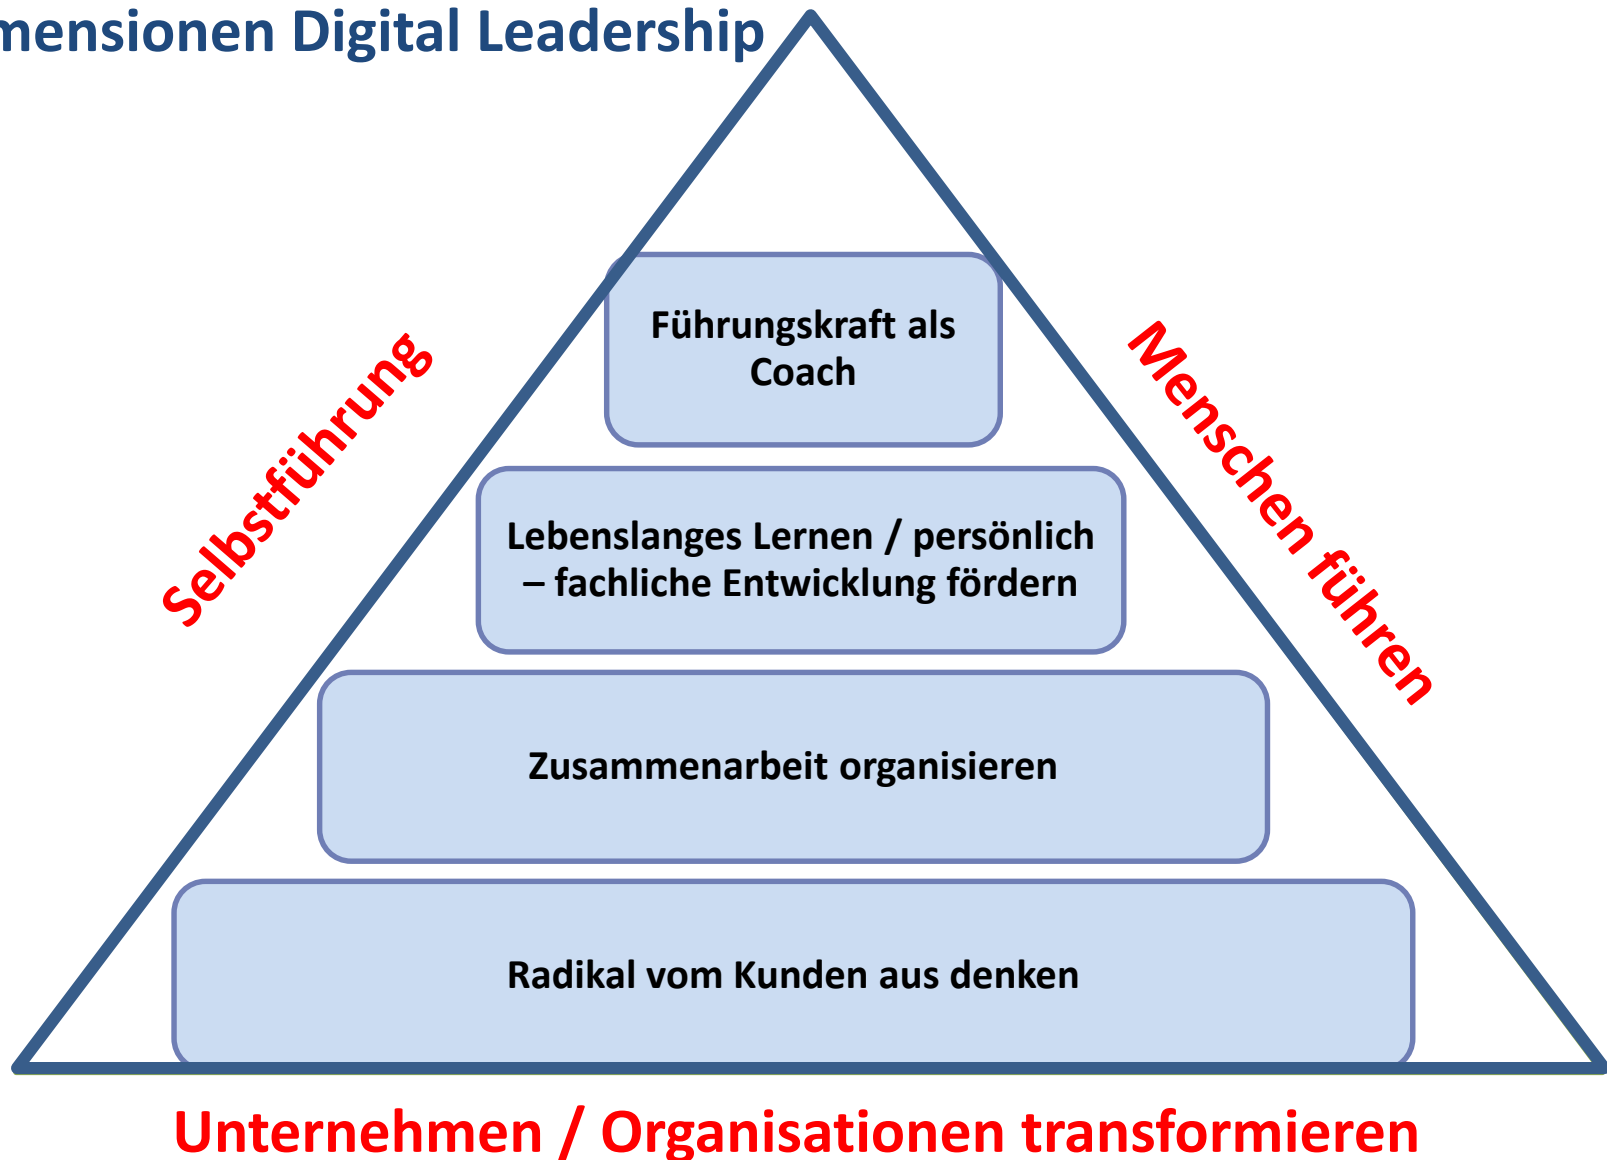 mensionen Digital Leadership
Führungskraft als
Coach
Selbstführung
Menschen führen
Lebenslanges Lernen / persönlich
– fachliche Entwicklung fördern
Zusammenarbeit organisieren
Radikal vom Kunden aus denken
Unternehmen / Organisationen transformieren